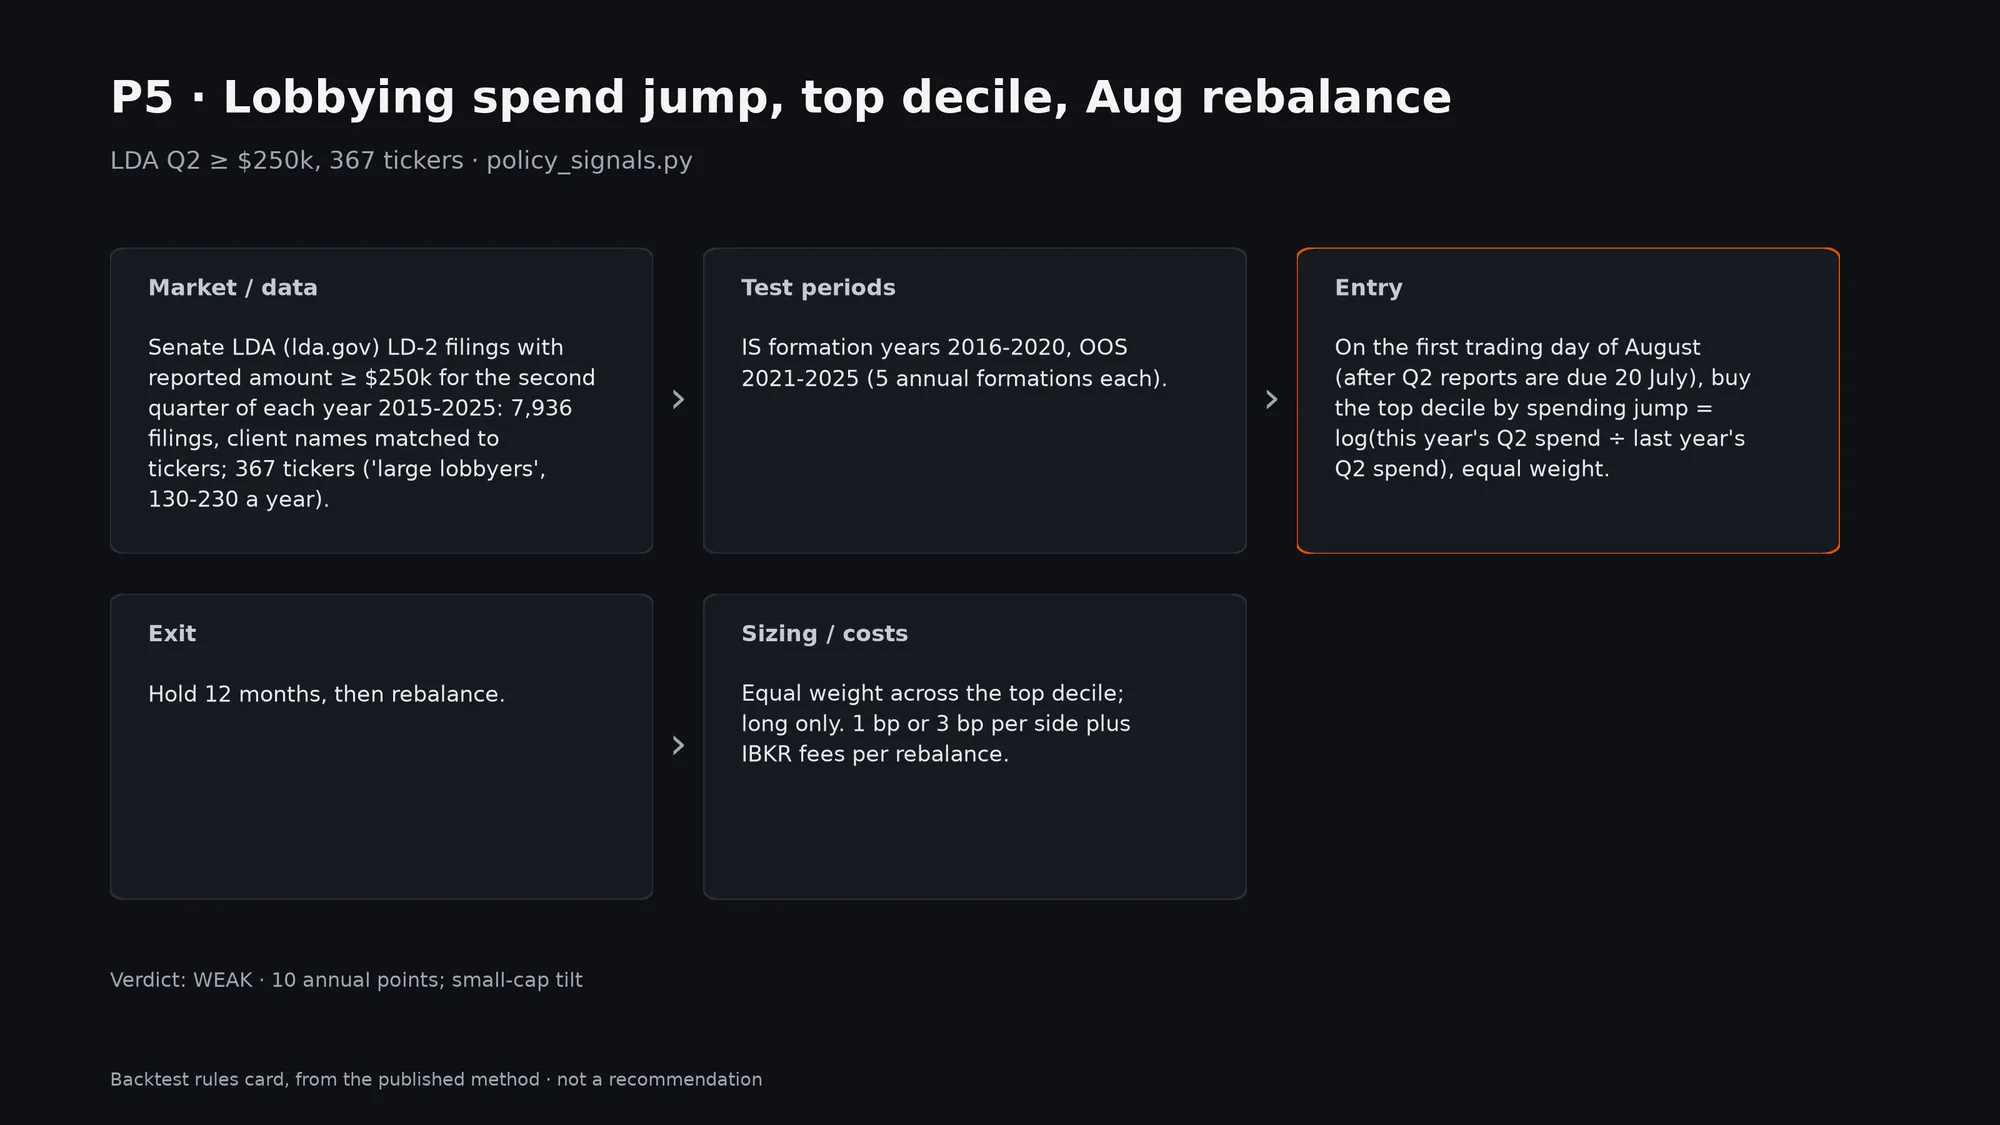 P5 · Lobbying spend jump, top decile, Aug rebalance
LDA Q2 ≥ $250k, 367 tickers · policy_signals.py
Market / data
Senate LDA (lda.gov) LD-2 filings with
reported amount ≥ $250k for the second
quarter of each year 2015-2025: 7,936
filings, client names matched to
tickers; 367 tickers ('large lobbyers',
130-230 a year).
›
Test periods
IS formation years 2016-2020, OOS
2021-2025 (5 annual formations each).
›
Entry
On the first trading day of August
(after Q2 reports are due 20 July), buy
the top decile by spending jump =
log(this year's Q2 spend ÷ last year's
Q2 spend), equal weight.
Exit
Hold 12 months, then rebalance.
›
Sizing / costs
Equal weight across the top decile;
long only. 1 bp or 3 bp per side plus
IBKR fees per rebalance.
Verdict: WEAK · 10 annual points; small-cap tilt
Backtest rules card, from the published method · not a recommendation